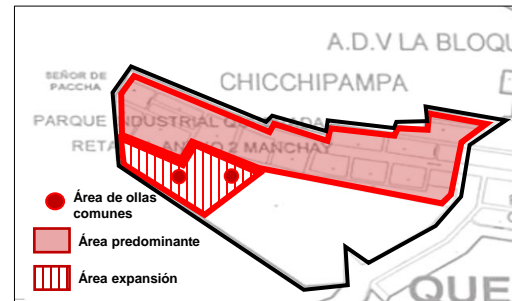 A.D.V LA BLOQU
SEÑOR DE
PACCHA
CHICCHIPAMPA
PARQUE INDUSTRIAL
RETA
2 MANCHAY
Área de ollas
comunes
Área predominante
Área expansión
QUE